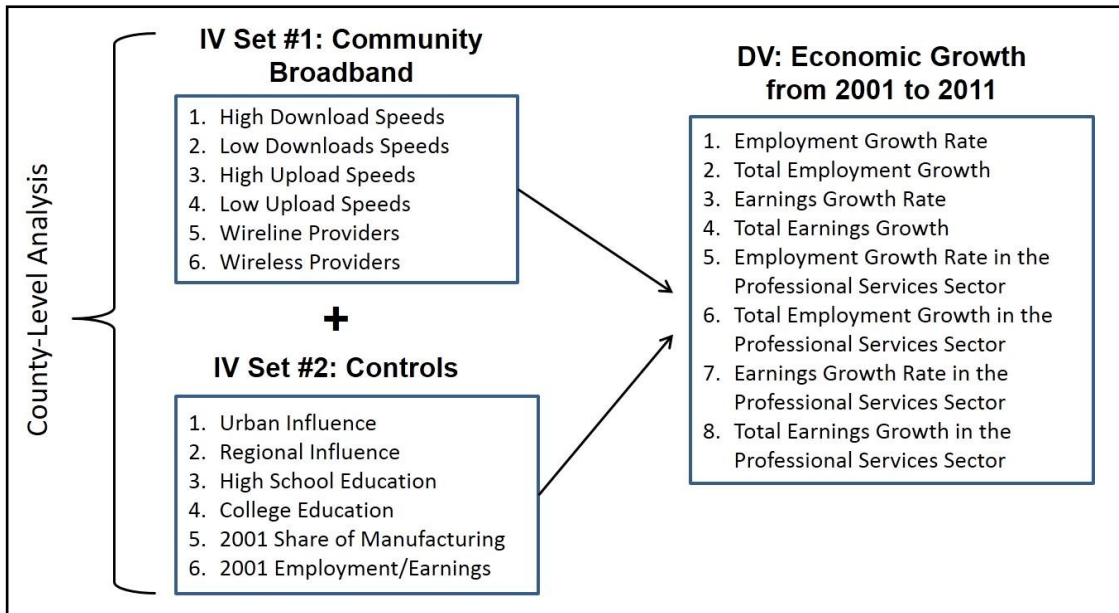 County-Level Analysis
IV Set #1: Community
Broadband
1. High Download Speeds
2. Low Downloads Speeds
3. High Upload Speeds
4. Low Upload Speeds
5. Wireline Providers
6. Wireless Providers
+
IV Set #2: Controls
1. Urban Influence
2. Regional Influence
3. High School Education
4. College Education
5. 2001 Share of Manufacturing
6. 2001 Employment/Earnings
DV: Economic Growth
from 2001 to 2011
1. Employment Growth Rate
2. Total Employment Growth
3. Earnings Growth Rate
4. Total Earnings Growth
5. Employment Growth Rate in the
Professional Services Sector
6. Total Employment Growth in the
Professional Services Sector
7. Earnings Growth Rate in the
Professional Services Sector
8. Total Earnings Growth in the
Professional Services Sector